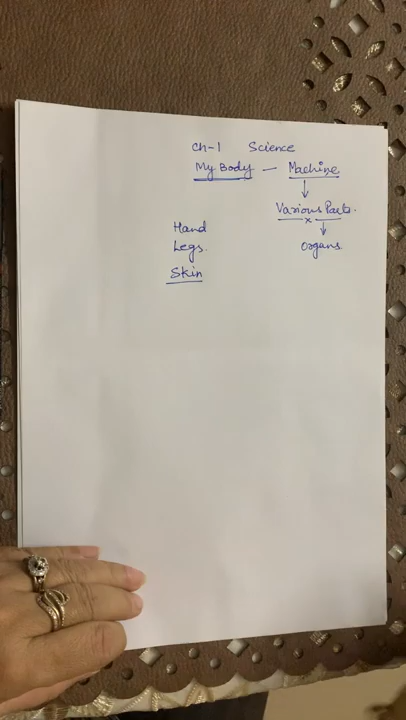 Ch-1 Science
My Body — Machine
↓
Various Parts.
x ↓
Hand
Legs.
Organs.
Skin